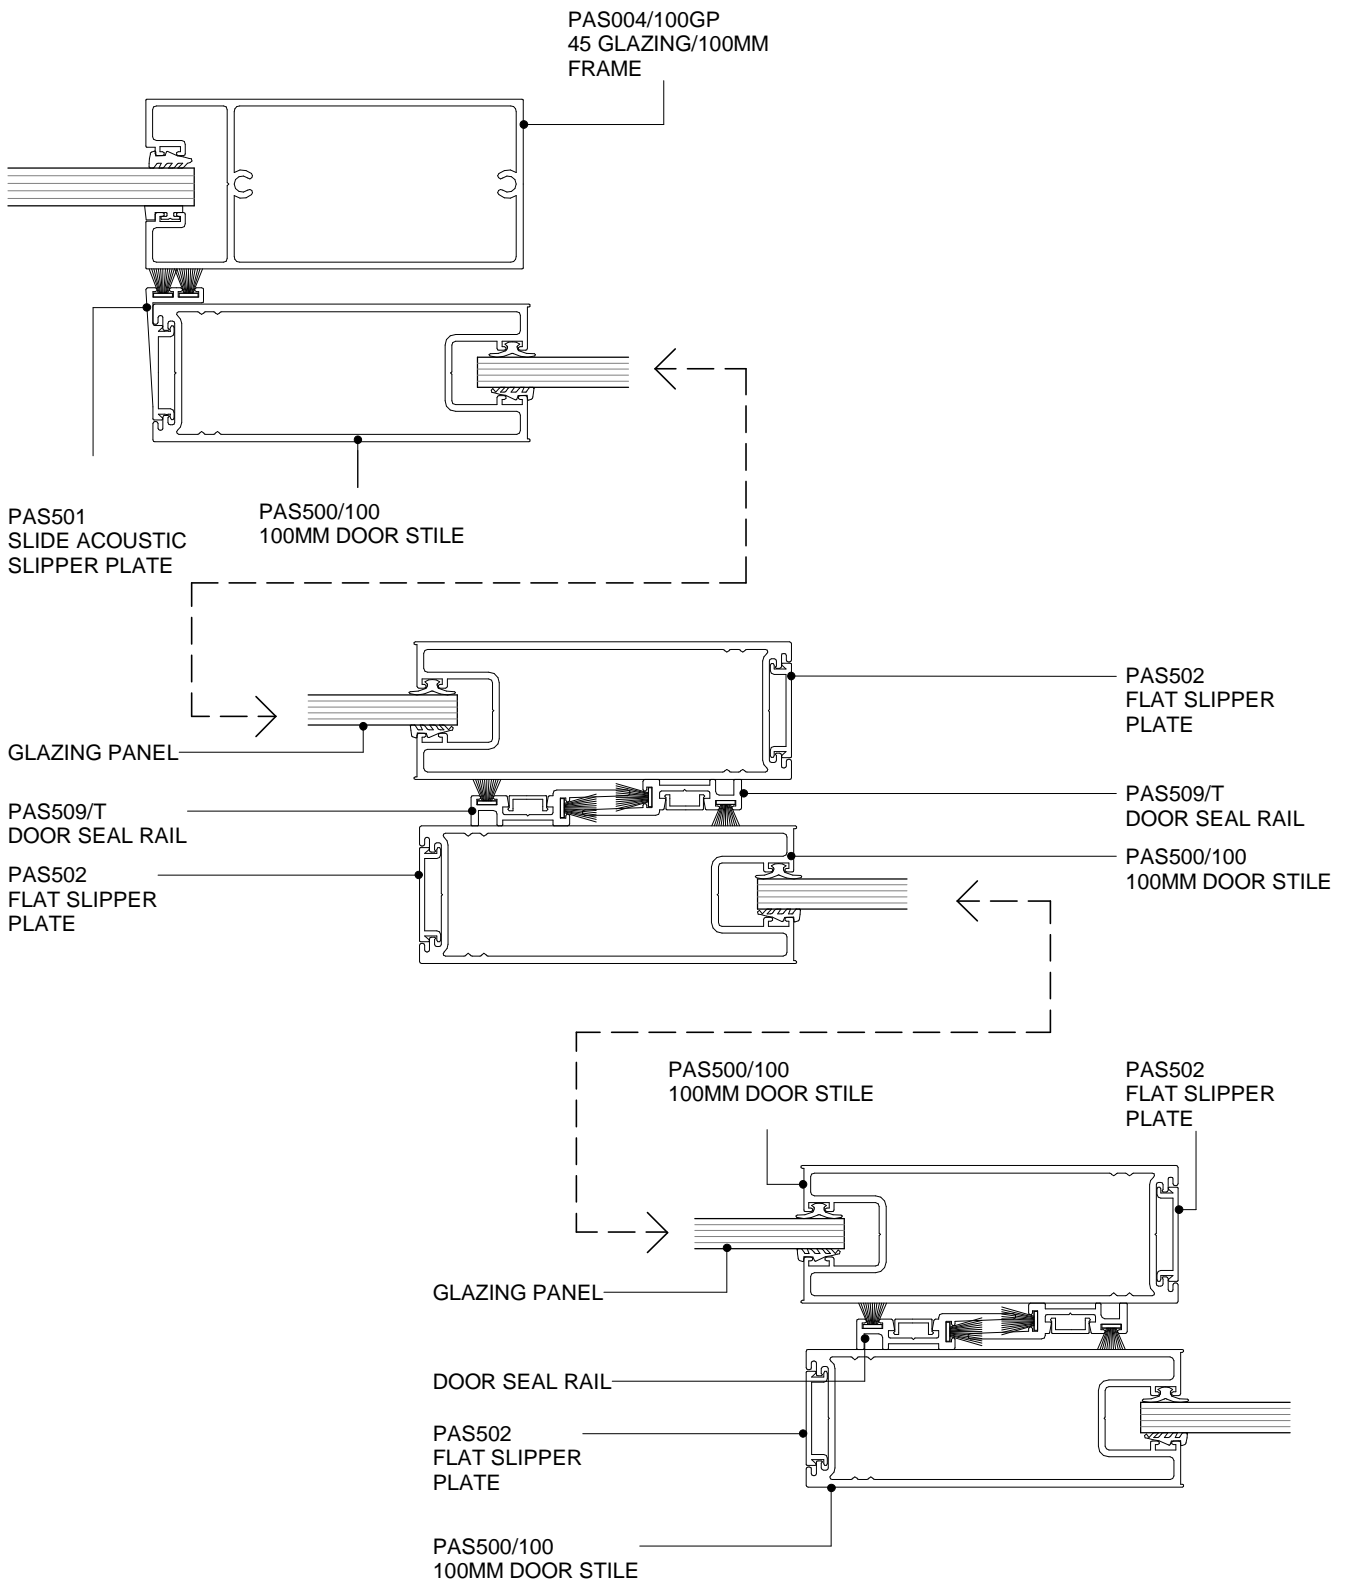 PAS004/100GP
45 GLAZING/100MM
FRAME
PAS501
SLIDE ACOUSTIC
SLIPPER PLATE
PAS500/100
100MM DOOR STILE
PAS502
FLAT SLIPPER
PLATE
GLAZING PANEL
PAS509/T
DOOR SEAL RAIL
PAS509/T
DOOR SEAL RAIL
PAS502
FLAT SLIPPER
PLATE
PAS500/100
100MM DOOR STILE
PAS500/100
100MM DOOR STILE
PAS502
FLAT SLIPPER
PLATE
GLAZING PANEL
DOOR SEAL RAIL
PAS502
FLAT SLIPPER
PLATE
PAS500/100
100MM DOOR STILE